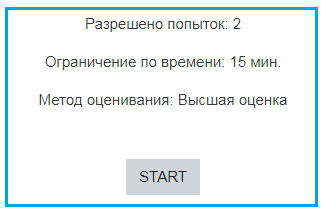 Разрешено попыток: 2
Ограничение по времени: 15 мин.
Метод оценивания: Высшая оценка
START